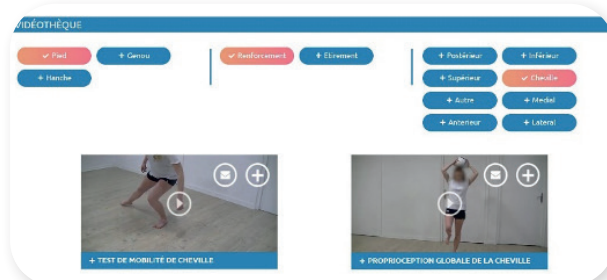 VIDÉOTHÈQUE
✓ Pied
+ Genou
+ Hanche
✓ Renforcement
+ Etirement
+ Postérieur
+ Inférieur
+ Supérieur
✓ Cheville
+ Autre
+ Medial
+ Anterieur
+ Lateral
+ TEST DE MOBILITÉ DE CHEVILLE
+ PROPRIOCEPTION GLOBALE DE LA CHEVILLE